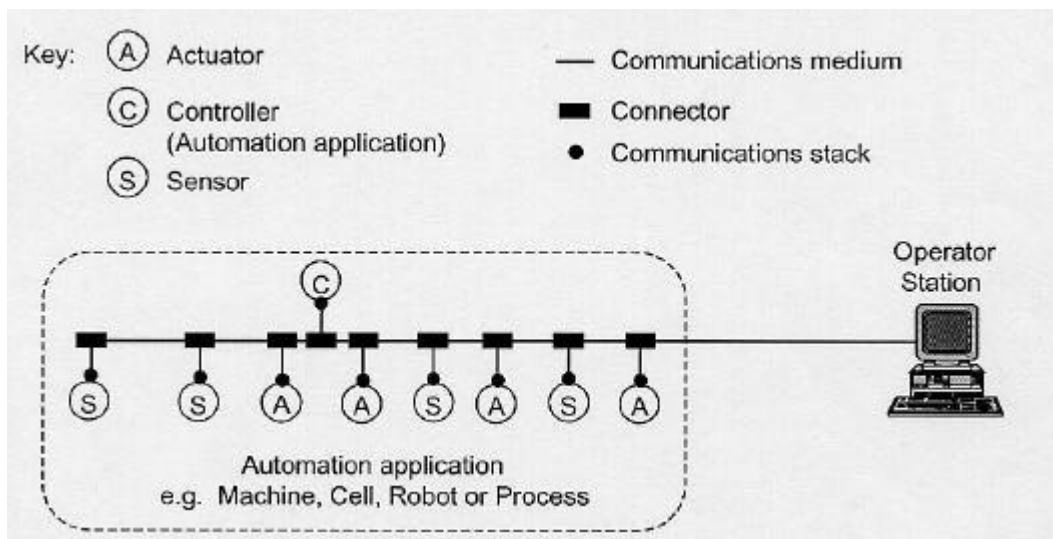 Key:
A Actuator
C Controller
(Automation application)
S Sensor
Communications medium
Connector
Communications stack
Operator
Station
C
S S A A S A S A
Automation application
e.g. Machine, Cell, Robot or Process